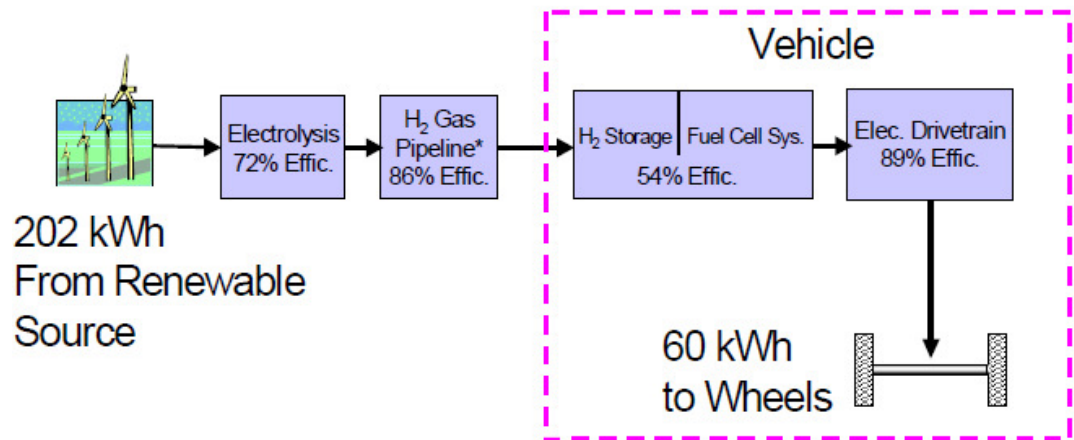 Vehicle
Electrolysis
72% Effic.
H₂ Gas
Pipeline*
86% Effic.
H₂ Storage
Fuel Cell Sys.
54% Effic.
Elec. Drivetrain
89% Effic.
202 kWh
From Renewable
Source
60 kWh
to Wheels